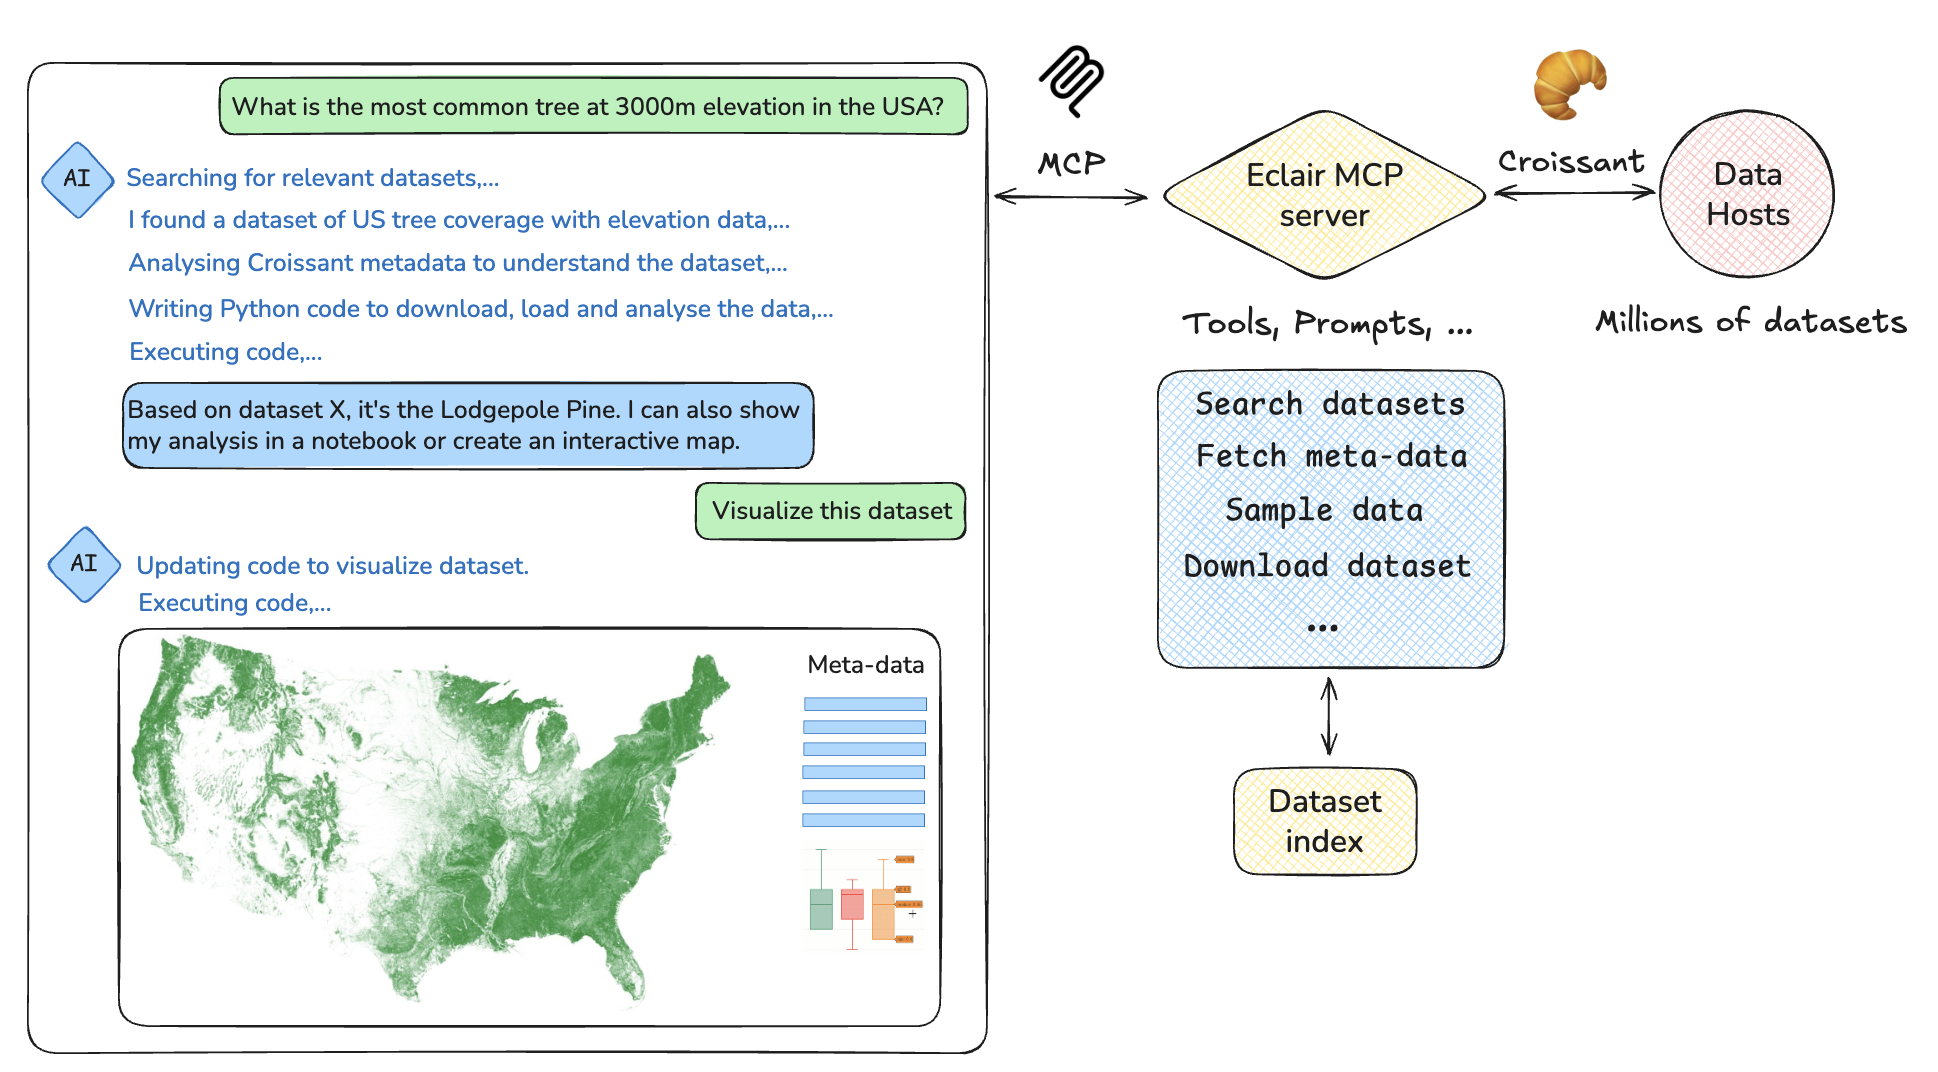 What is the most common tree at 3000m elevation in the USA?
AI
Searching for relevant datasets,...
I found a dataset of US tree coverage with elevation data,...
Analysing Croissant metadata to understand the dataset,...
Writing Python code to download, load and analyse the data,...
Executing code,...
Based on dataset X, it's the Lodgepole Pine. I can also show
my analysis in a notebook or create an interactive map.
Visualize this dataset
AI
Updating code to visualize dataset.
Executing code,...
Meta-data
MCP
Eclair MCP
server
Croissant
Data
Hosts
Tools, Prompts, ...
Millions of datasets
Search datasets
Fetch meta-data
Sample data
Download dataset
...
Dataset
index